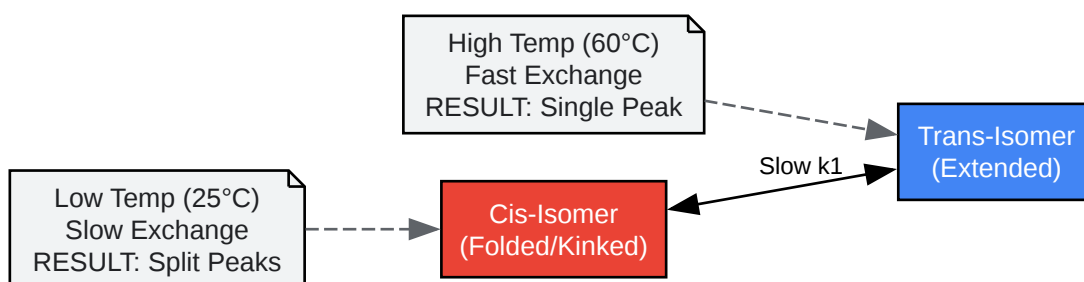 High Temp (60°C)
Fast Exchange
RESULT: Single Peak
Trans-Isomer
(Extended)
Slow k1
Low Temp (25°C)
Slow Exchange
RESULT: Split Peaks
Cis-Isomer
(Folded/Kinked)